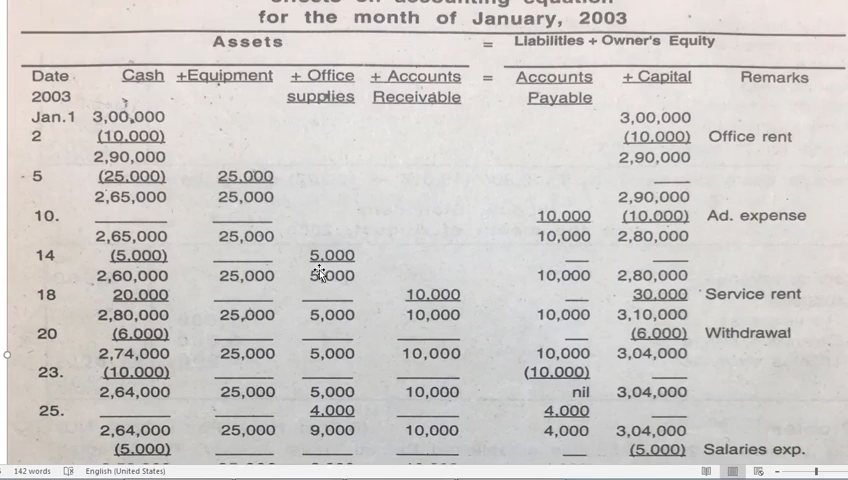 effects on accounting equation
for the month of January, 2003
Assets = Liabilities + Owner's Equity
Date Cash +Equipment + Office + Accounts = Accounts + Capital Remarks
2003 supplies Receivable Payable
Jan.1 3,00,000 3,00,000
2 (10,000) (10,000) Office rent
2,90,000 2,90,000
5 (25,000) 25,000
2,65,000 25,000 2,90,000
10. 10,000 (10,000) Ad. expense
2,65,000 25,000 10,000 2,80,000
14 (5,000) 5,000
2,60,000 25,000 5,000 10,000 2,80,000
18 20,000 10,000 30,000 Service rent
2,80,000 25,000 5,000 10,000 10,000 3,10,000
20 (6,000) (6,000) Withdrawal
2,74,000 25,000 5,000 10,000 10,000 3,04,000
23. (10,000) (10,000)
2,64,000 25,000 5,000 10,000 nil 3,04,000
25. 4,000 4,000
2,64,000 25,000 9,000 10,000 4,000 3,04,000
(5,000) (5,000) Salaries exp.
142 words English (United States)